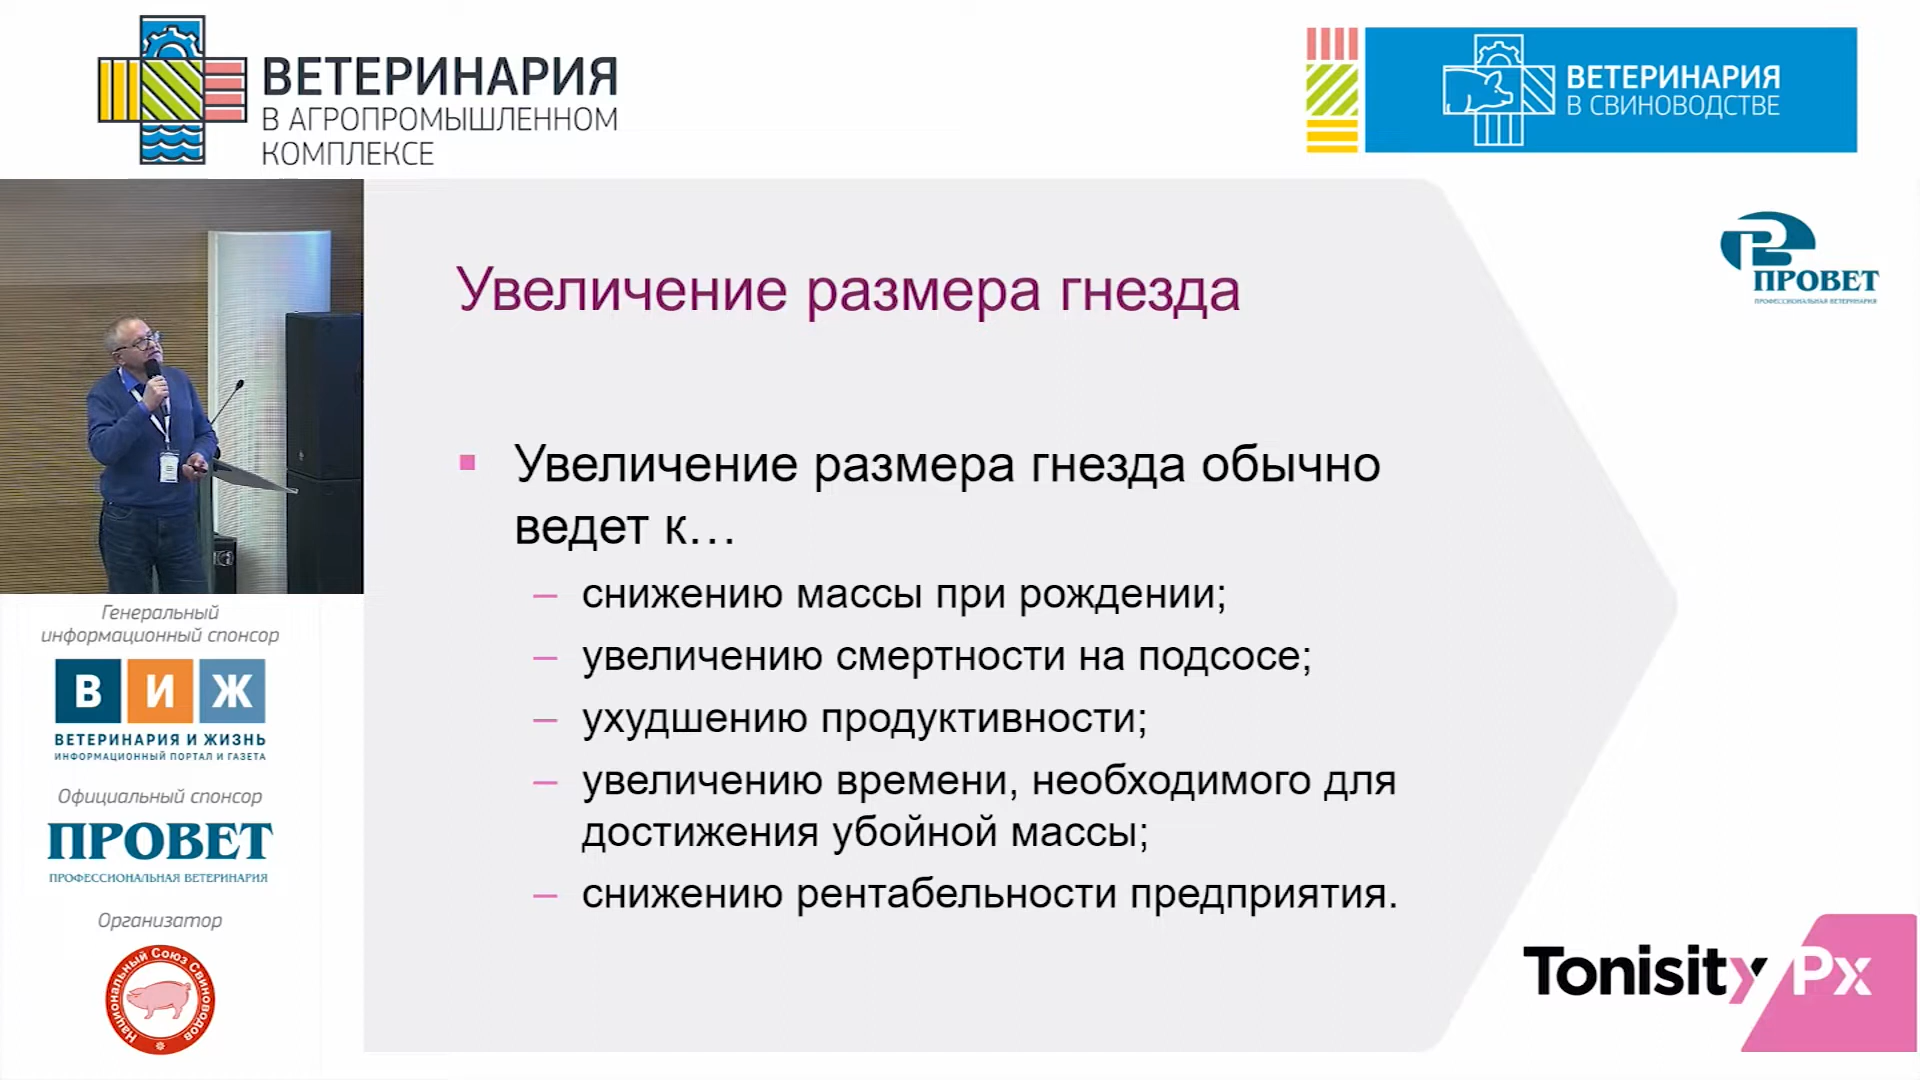 ВЕТЕРИНАРИЯ
В АГРОПРОМЫШЛЕННОМ
КОМПЛЕКСЕ
ВЕТЕРИНАРИЯ
В СВИНОВОДСТВЕ
ПРОВЕТ
ПРОФЕССИОНАЛЬНАЯ ВЕТЕРИНАРИЯ
Увеличение размера гнезда
Увеличение размера гнезда обычно
ведет к...
– снижению массы при рождении;
– увеличению смертности на подсосе;
– ухудшению продуктивности;
– увеличению времени, необходимого для
достижения убойной массы;
– снижению рентабельности предприятия.
Tonisity Px
Генеральный
информационный спонсор
В И Ж
ВЕТЕРИНАРИЯ И ЖИЗНЬ
ИНФОРМАЦИОННЫЙ ПОРТАЛ И ГАЗЕТА
Официальный спонсор
ПРОВЕТ
ПРОФЕССИОНАЛЬНАЯ ВЕТЕРИНАРИЯ
Организатор
Национальный Союз Свиноводов